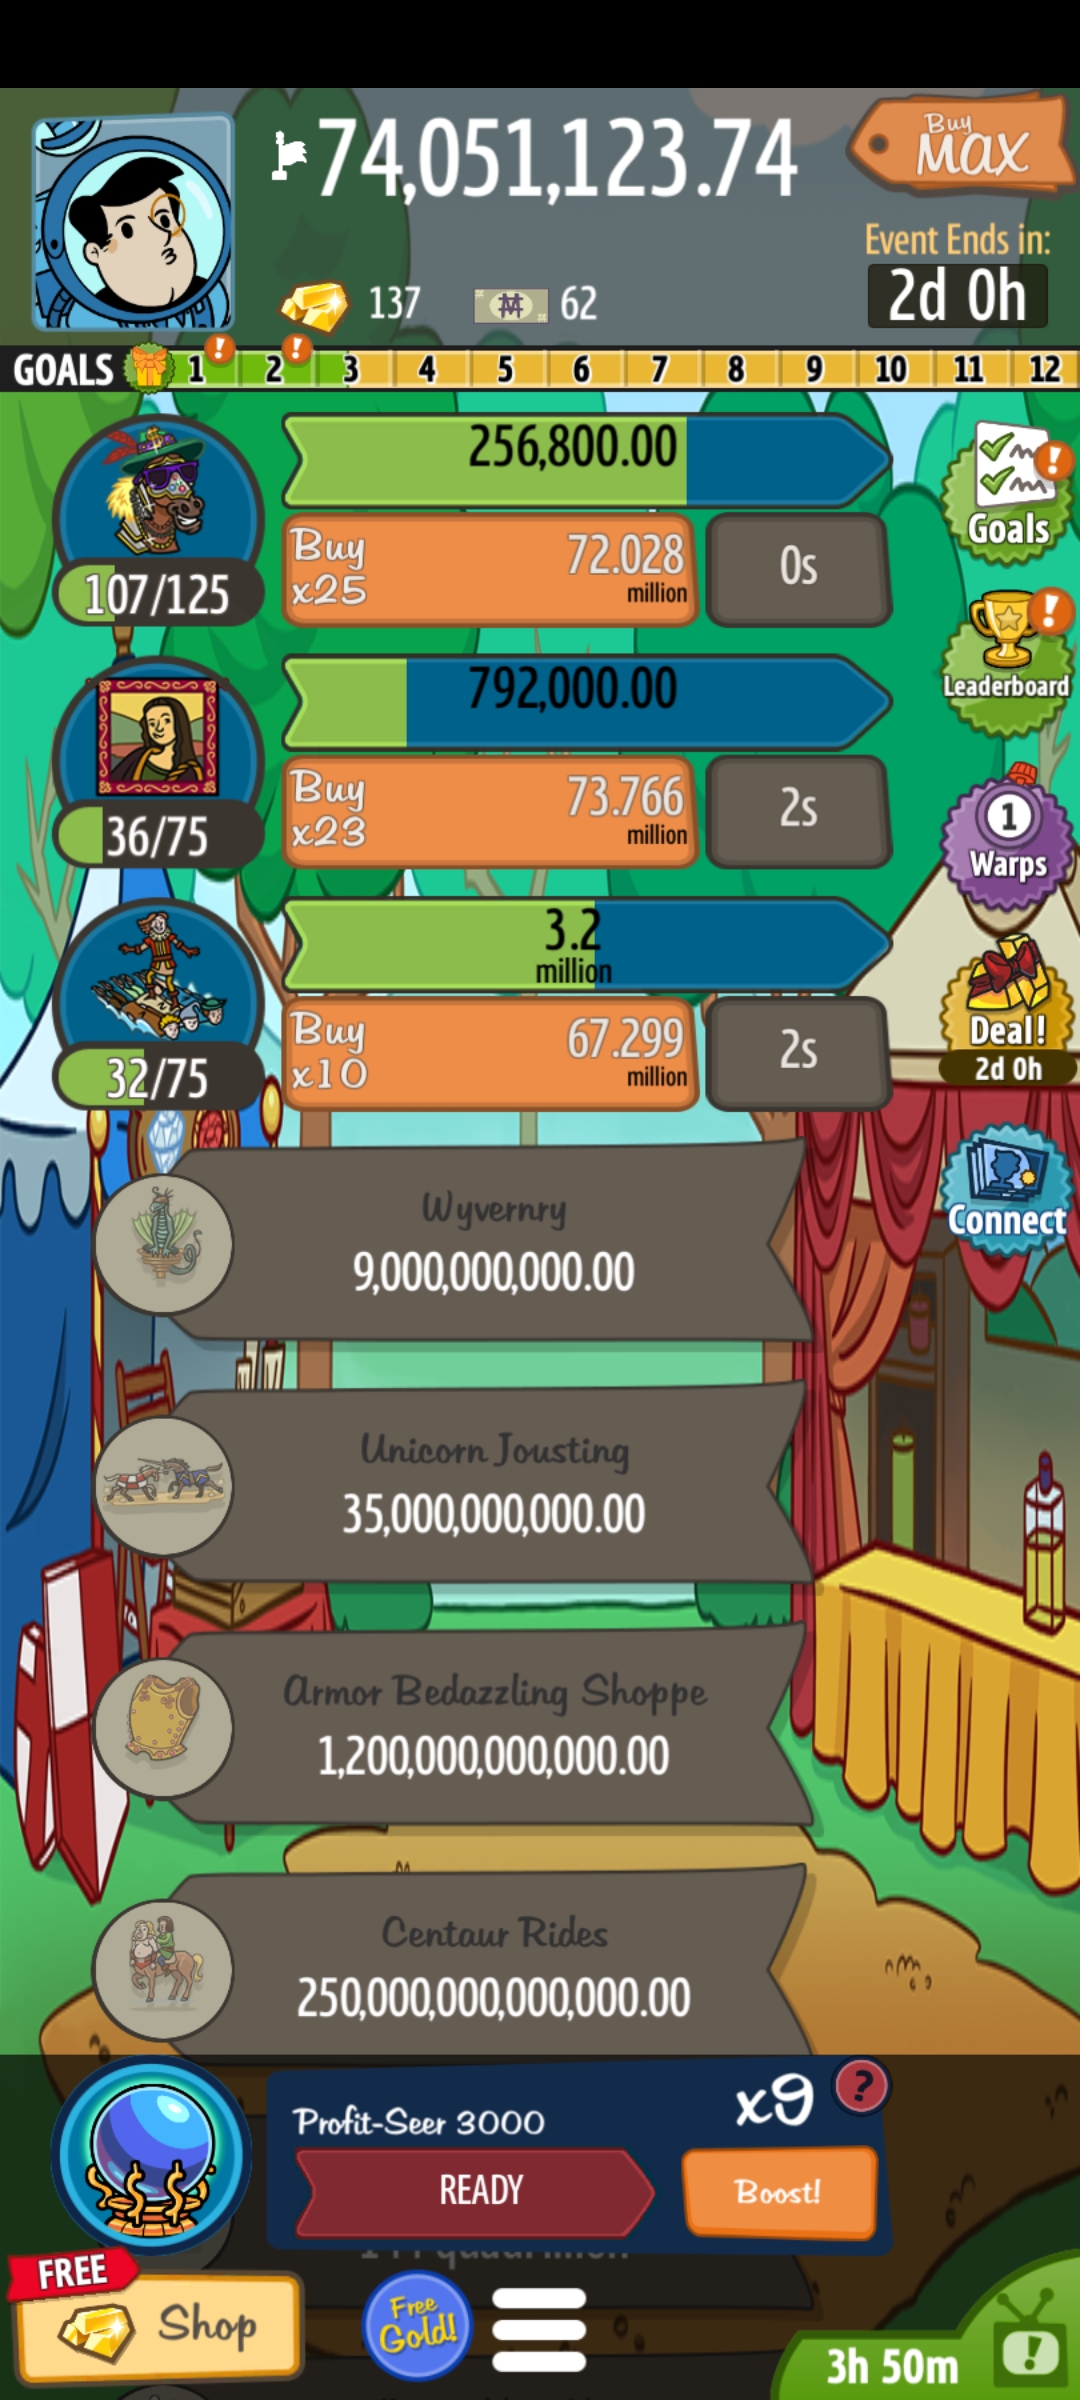 74,051,123.74
Buy
MAX
Event Ends in:
2d 0h
137
62
GOALS 1 ! 2 ! 3 4 5 6 7 8 9 10 11 12
256,800.00
Buy
x25
72.028
million
0s
107/125
!
Goals
792,000.00
Buy
x23
73.766
million
2s
36/75
!
Leaderboard
1
Warps
3.2
million
Buy
x10
67.299
million
2s
32/75
Deal!
2d 0h
Connect
Wyvernry
9,000,000,000.00
Unicorn Jousting
35,000,000,000.00
Armor Bedazzling Shoppe
1,200,000,000,000.00
Centaur Rides
250,000,000,000,000.00
Profit-Seer 3000
x9
?
READY
Boost!
FREE
Shop
Free
Gold!
3h 50m
!